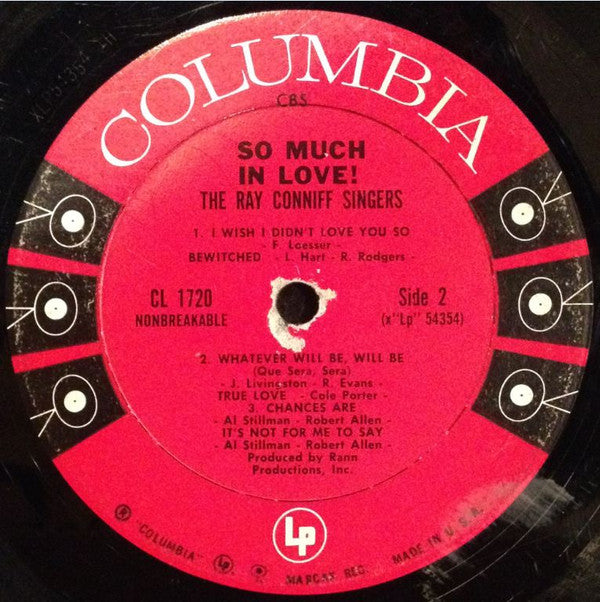 COLUMBIA
CBS
SO MUCH
IN LOVE!
THE RAY CONNIFF SINGERS
1. I WISH I DIDN'T LOVE YOU SO
- F. Loesser -
BEWITCHED - L. Hart - R. Rodgers -
CL 1720
NONBREAKABLE
Side 2
(x"Lp" 54354)
2. WHATEVER WILL BE, WILL BE
(Que Sera, Sera)
- J. Livingston - R. Evans -
TRUE LOVE - Cole Porter -
3. CHANCES ARE
- Al Stillman - Robert Allen -
IT'S NOT FOR ME TO SAY
- Al Stillman - Robert Allen -
Produced by Rann
Productions, Inc.
Lp
® "COLUMBIA" ® MARCAS REG. MADE IN U.S.A.